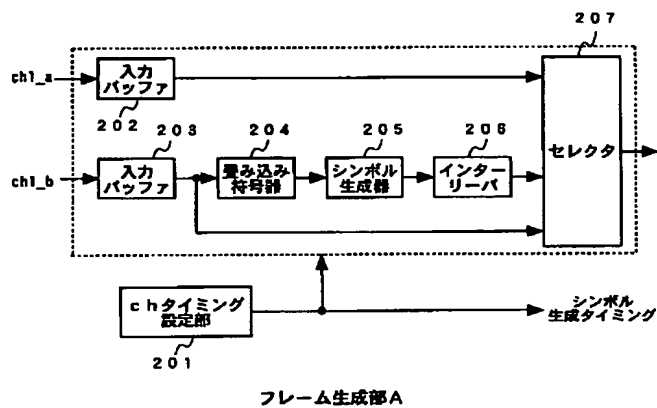 207
ch1_a
入力
バッファ
202
203
204
205
206
セレクタ
ch1_b
入力
バッファ
畳み込み
符号器
シンボル
生成器
インター
リーバ
chタイミング
設定部
201
シンボル
生成タイミング
フレーム生成部A